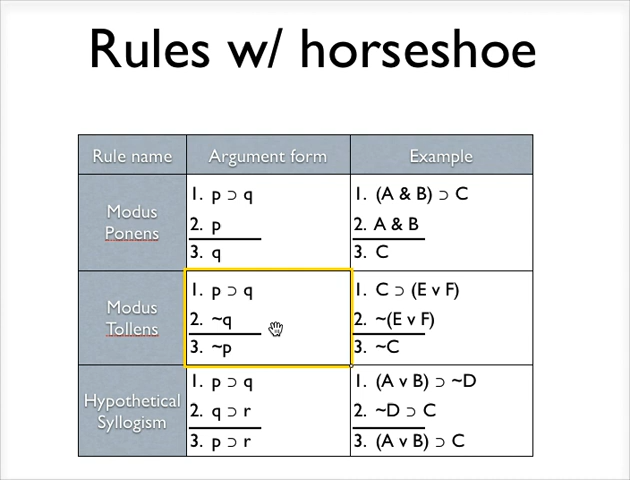 Rules w/ horseshoe
Rule name Argument form Example
Modus
Ponens
1. p ⊃ q
2. p
3. q
1. (A & B) ⊃ C
2. A & B
3. C
Modus
Tollens
1. p ⊃ q
2. ~q
3. ~p
1. C ⊃ (E v F)
2. ~(E v F)
3. ~C
Hypothetical
Syllogism
1. p ⊃ q
2. q ⊃ r
3. p ⊃ r
1. (A v B) ⊃ ~D
2. ~D ⊃ C
3. (A v B) ⊃ C